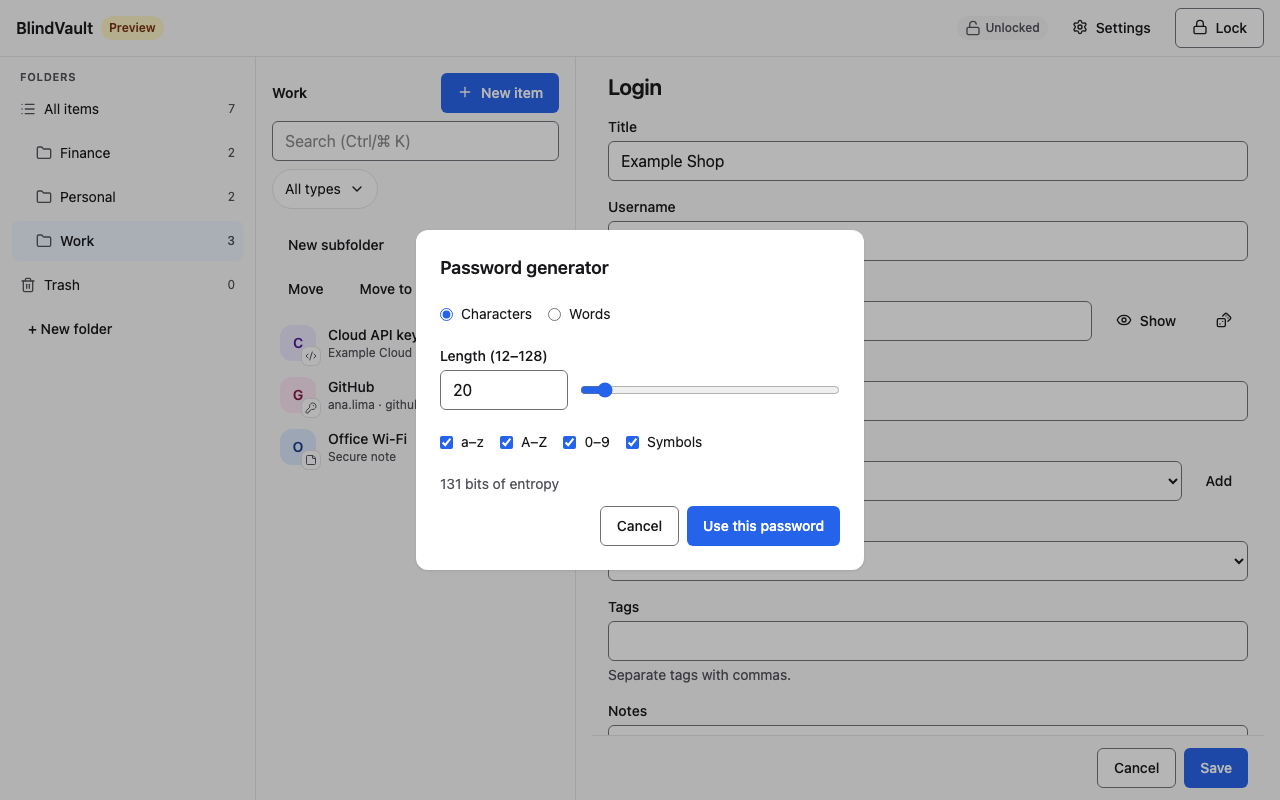 BlindVault Preview
Unlocked Settings Lock
FOLDERS
All items 7
Finance 2
Personal 2
Work 3
Trash 0
+ New folder
Work
New item
Search (Ctrl/⌘ K)
All types
New subfolder
Move Move to
C Cloud API key
Example Cloud
G GitHub
ana.lima · github
O Office Wi-Fi
Secure note
Login
Title
Example Shop
Username
Show
Add
Tags
Separate tags with commas.
Notes
Cancel Save
Password generator
Characters Words
Length (12–128)
20
a–z A–Z 0–9 Symbols
131 bits of entropy
Cancel Use this password